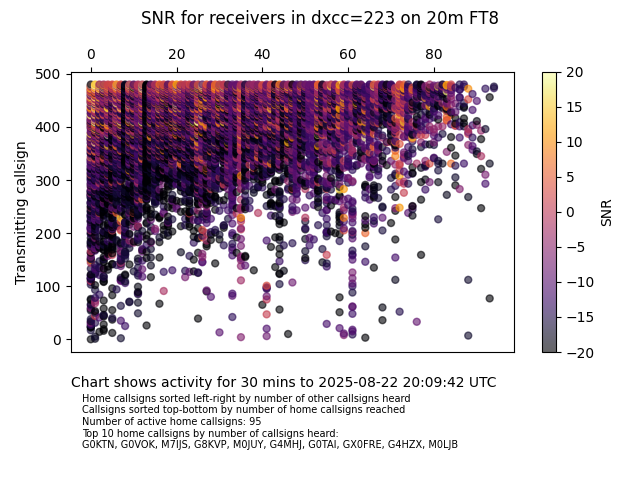 SNR for receivers in dxcc=223 on 20m FT8
0 20 40 60 80
500
400
300
200
100
0
Transmitting callsign
20
15
10
5
0
−5
−10
−15
−20
SNR
Chart shows activity for 30 mins to 2025-08-22 20:09:42 UTC
Home callsigns sorted left-right by number of other callsigns heard
Callsigns sorted top-bottom by number of home callsigns reached
Number of active home callsigns: 95
Top 10 home callsigns by number of callsigns heard:
G0KTN, G0VOK, M7IJS, G8KVP, M0JUY, G4MHJ, G0TAI, GX0FRE, G4HZX, M0LJB